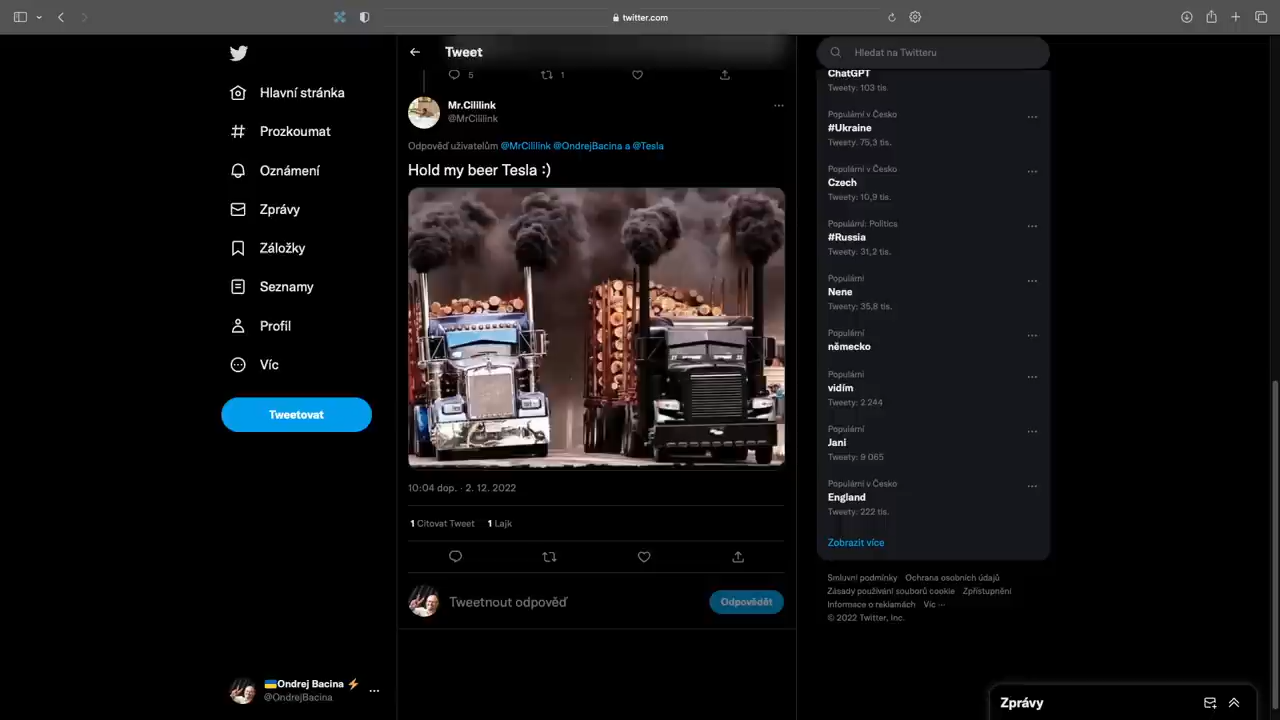 twitter.com
Hlavní stránka
Prozkoumat
Oznámení
Zprávy
Záložky
Seznamy
Profil
Víc
Tweetovat
🇺🇦Ondrej Bacina ⚡
@OndrejBacina
Tweet
5 1
Mr.Cililink
@MrCililink
Odpověď uživatelům @MrCililink @OndrejBacina a @Tesla
Hold my beer Tesla :)
10:04 dop. · 2. 12. 2022
1 Citovat Tweet 1 Lajk
Tweetnout odpověď
Odpovědět
Hledat na Twitteru
ChatGPT
Tweety: 103 tis.
Populární v Česko
#Ukraine
Tweety: 75,3 tis.
Populární v Česko
Czech
Tweety: 10,9 tis.
Populární: Politica
#Russia
Tweety: 31,2 tis.
Populární
Nene
Tweety: 35,8 tis.
Populární
německo
Populární
vidím
Tweety: 2 244
Populární
Jani
Tweety: 9 065
Populární v Česko
England
Tweety: 222 tis.
Zobrazit více
Smluvní podmínky Ochrana osobních údajů
Zásady používání souborů cookie Zpřístupnění
Informace o reklamách Víc ···
© 2022 Twitter, Inc.
Zprávy